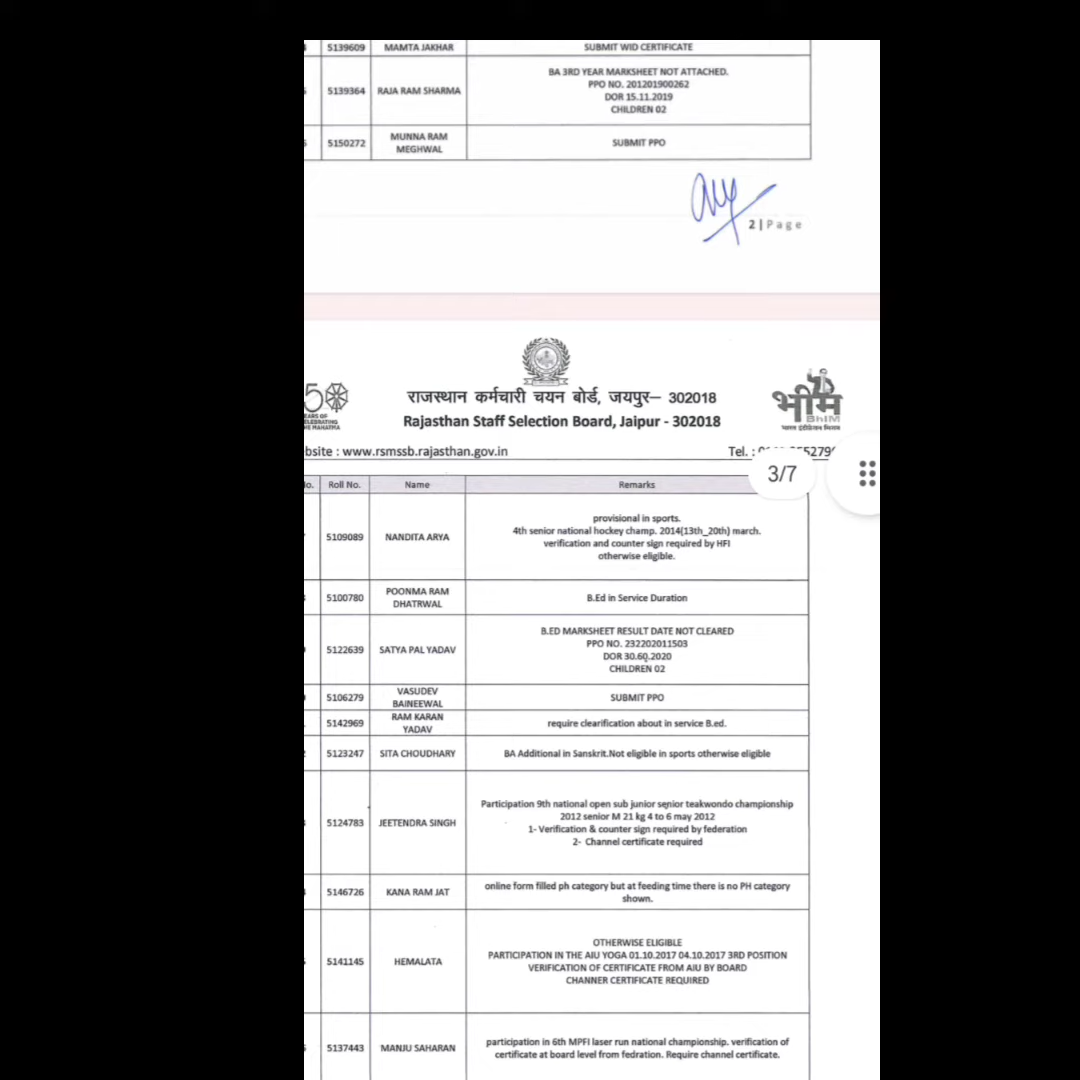 5139609 MAMTA JAKHAR SUBMIT WID CERTIFICATE
BA 3RD YEAR MARKSHEET NOT ATTACHED.
PPO NO. 201201900262
5139364 RAJA RAM SHARMA
DOR 15.11.2019
CHILDREN 02
MUNNA RAM
5150272 SUBMIT PPO
MEGHWAL
2 | Page
50
YEARS OF
CELEBRATING
THE MAHATMA
राजस्थान कर्मचारी चयन बोर्ड, जयपुर– 302018
Rajasthan Staff Selection Board, Jaipur - 302018
भीम
BHIM
bsite : www.rsmssb.rajasthan.gov.in Tel. :
3/7
No. Roll No. Name Remarks
provisional in sports.
4th senior national hockey champ. 2014(13th_20th) march.
5109089 NANDITA ARYA
verification and counter sign required by HFI
otherwise eligible.
POONMA RAM
5100780 B.Ed in Service Duration
DHATRWAL
B.ED MARKSHEET RESULT DATE NOT CLEARED
PPO NO. 232202011503
5122639 SATYA PAL YADAV
DOR 30.60.2020
CHILDREN 02
VASUDEV
5106279 SUBMIT PPO
BAINEEWAL
RAM KARAN
5142969 require clearification about in service B.ed.
YADAV
5123247 SITA CHOUDHARY BA Additional in Sanskrit.Not eligible in sports otherwise eligible
Participation 9th national open sub junior senior teakwondo championship
2012 senior M 21 kg 4 to 6 may 2012
5124783 JEETENDRA SINGH
1- Verification & counter sign required by federation
2- Channel certificate required
online form filled ph category but at feeding time there is no PH category
5146726 KANA RAM JAT
shown.
OTHERWISE ELIGIBLE
PARTICIPATION IN THE AIU YOGA 01.10.2017 04.10.2017 3RD POSITION
5141145 HEMALATA
VERIFICATION OF CERTIFICATE FROM AIU BY BOARD
CHANNER CERTIFICATE REQUIRED
participation in 6th MPFI laser run national championship. verification of
5137443 MANJU SAHARAN
certificate at board level from fedration. Require channel certificate.